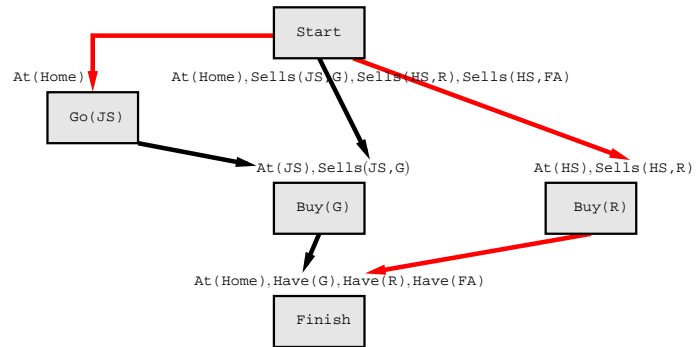 Start
At(Home)
At(Home),Sells(JS,G),Sells(HS,R),Sells(HS,FA)
Go(JS)
At(JS),Sells(JS,G)
At(HS),Sells(HS,R)
Buy(G)
Buy(R)
At(Home),Have(G),Have(R),Have(FA)
Finish